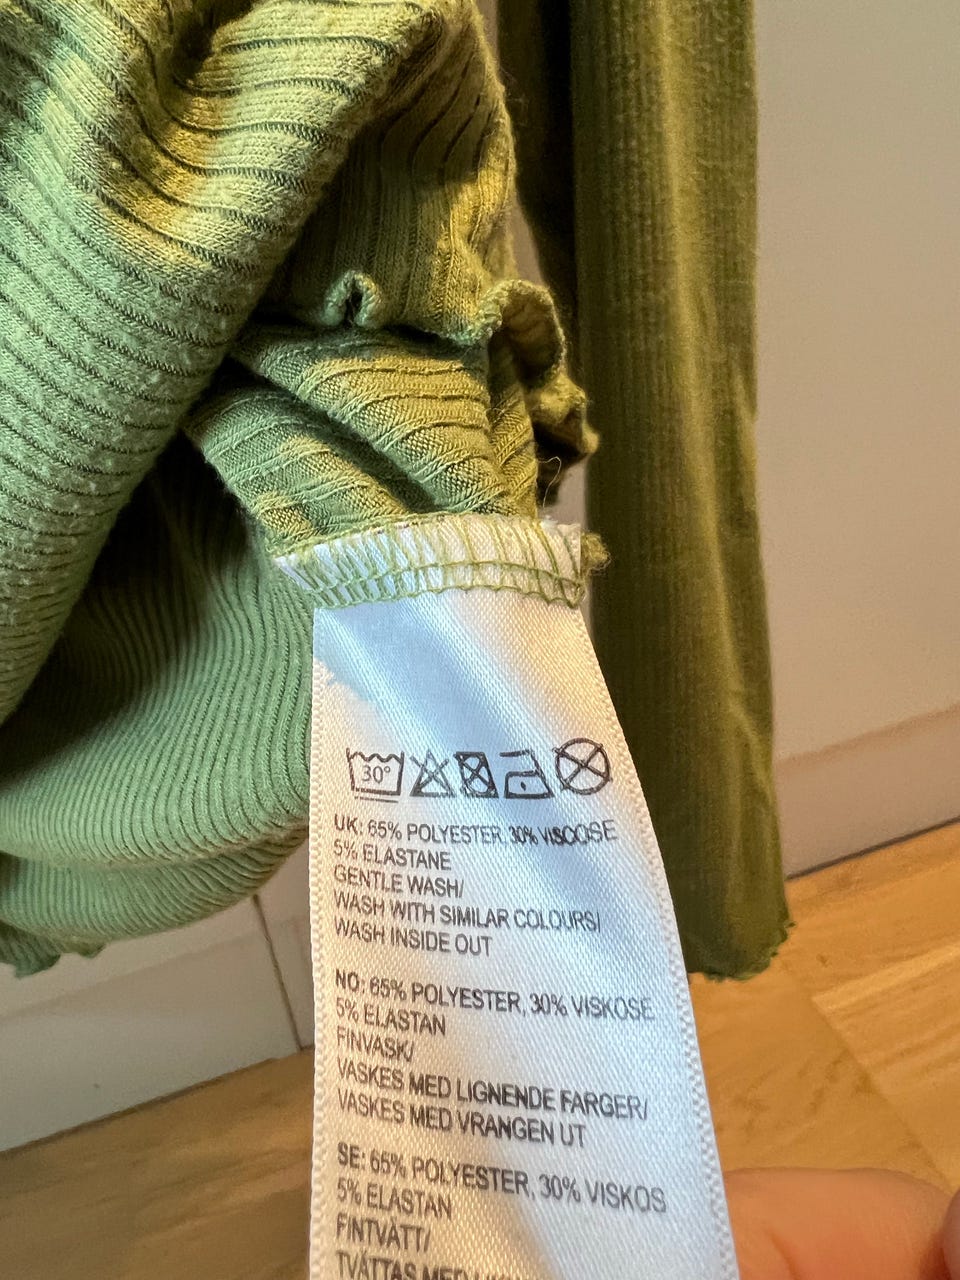 30°
UK: 65% POLYESTER, 30% VISCOSE
5% ELASTANE
GENTLE WASH/
WASH WITH SIMILAR COLOURS/
WASH INSIDE OUT
NO: 65% POLYESTER, 30% VISKOSE
5% ELASTAN
FINVASK/
VASKES MED LIGNENDE FARGER/
VASKES MED VRANGEN UT
SE: 65% POLYESTER, 30% VISKOS
5% ELASTAN
FINTVÄTT/
TVÄTTAS MED